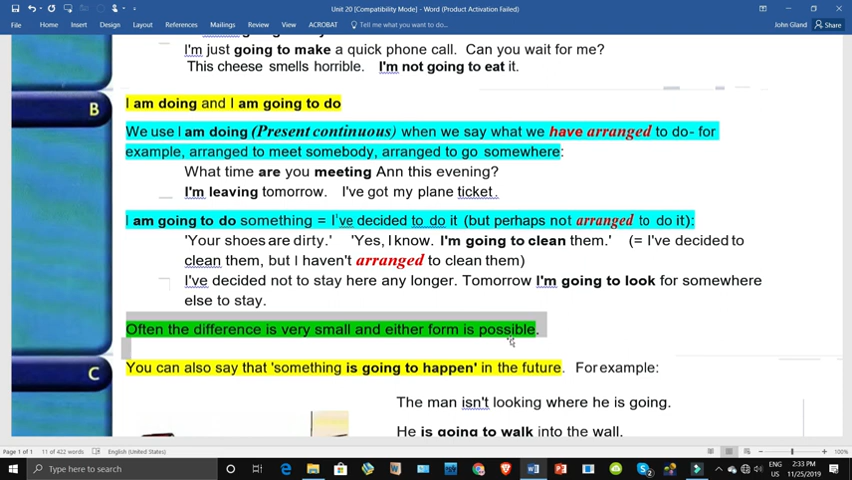 Unit 20 [Compatibility Mode] - Word (Product Activation Failed)
John Gland
File Home Insert Design Layout References Mailings Review View Help ACROBAT Tell me what you want to do... Share
I'm just going to make a quick phone call. Can you wait for me?
This cheese smells horrible. I'm not going to eat it.
B
I am doing and I am going to do
We use I am doing (Present continuous) when we say what we have arranged to do- for
example, arranged to meet somebody, arranged to go somewhere:
What time are you meeting Ann this evening?
I'm leaving tomorrow. I've got my plane ticket.
I am going to do something = I've decided to do it (but perhaps not arranged to do it):
'Your shoes are dirty.' 'Yes, I know. I'm going to clean them.' (= I've decided to
clean them, but I haven't arranged to clean them)
I've decided not to stay here any longer. Tomorrow I'm going to look for somewhere
else to stay.
Often the difference is very small and either form is possible.
C
You can also say that 'something is going to happen' in the future. For example:
The man isn't looking where he is going.
He is going to walk into the wall.
Page 1 of 1 11 of 422 words English (United States) 100%
Type here to search
ENG 2:33 PM
US 11/25/2019